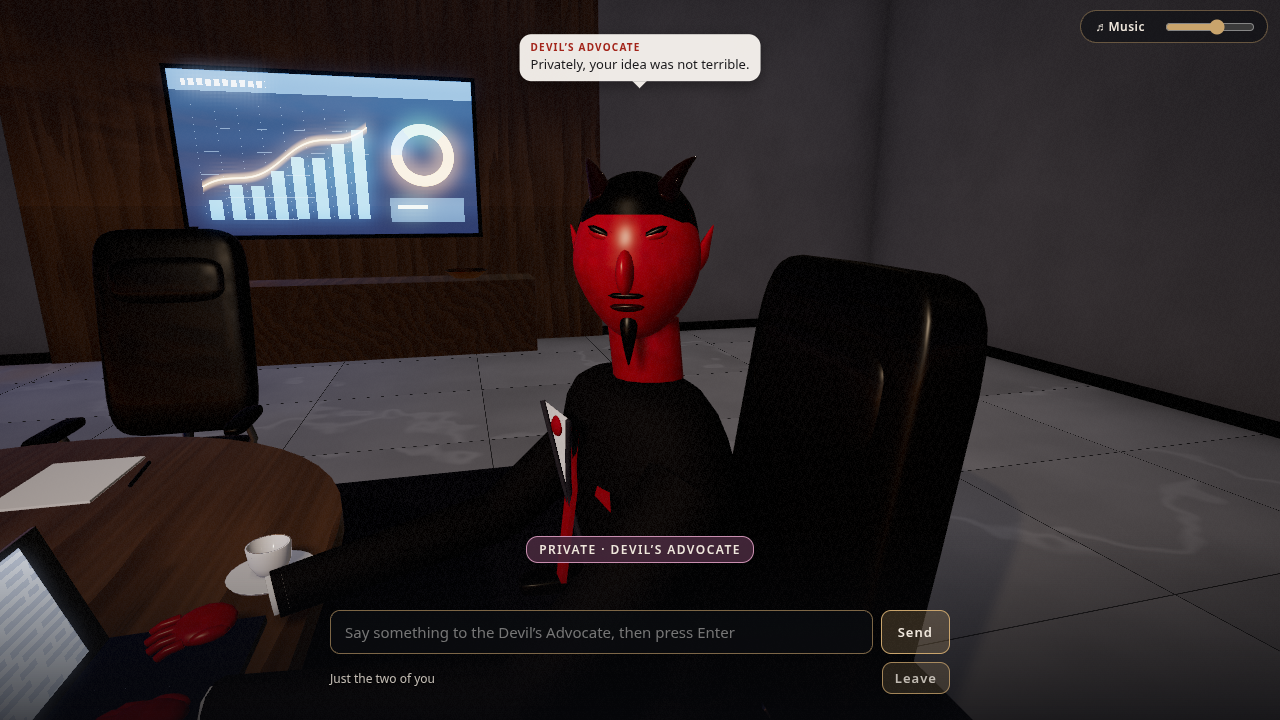 ♬ Music
DEVIL'S ADVOCATE
Privately, your idea was not terrible.
PRIVATE · DEVIL'S ADVOCATE
Say something to the Devil's Advocate, then press Enter
Send
Just the two of you
Leave